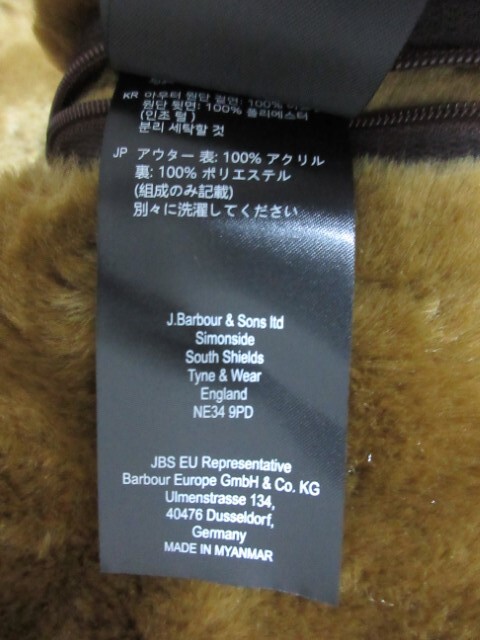 KR 아우터 원단 겉면: 100%
원단 뒷면: 100% 폴리에스터
(인조 털)
분리 세탁할 것
JP アウター 表: 100% アクリル
裏: 100% ポリエステル
(組成のみ記載)
別々に洗濯してください
J.Barbour & Sons ltd
Simonside
South Shields
Tyne & Wear
England
NE34 9PD
JBS EU Representative
Barbour Europe GmbH & Co. KG
Ulmenstrasse 134,
40476 Dusseldorf,
Germany
MADE IN MYANMAR